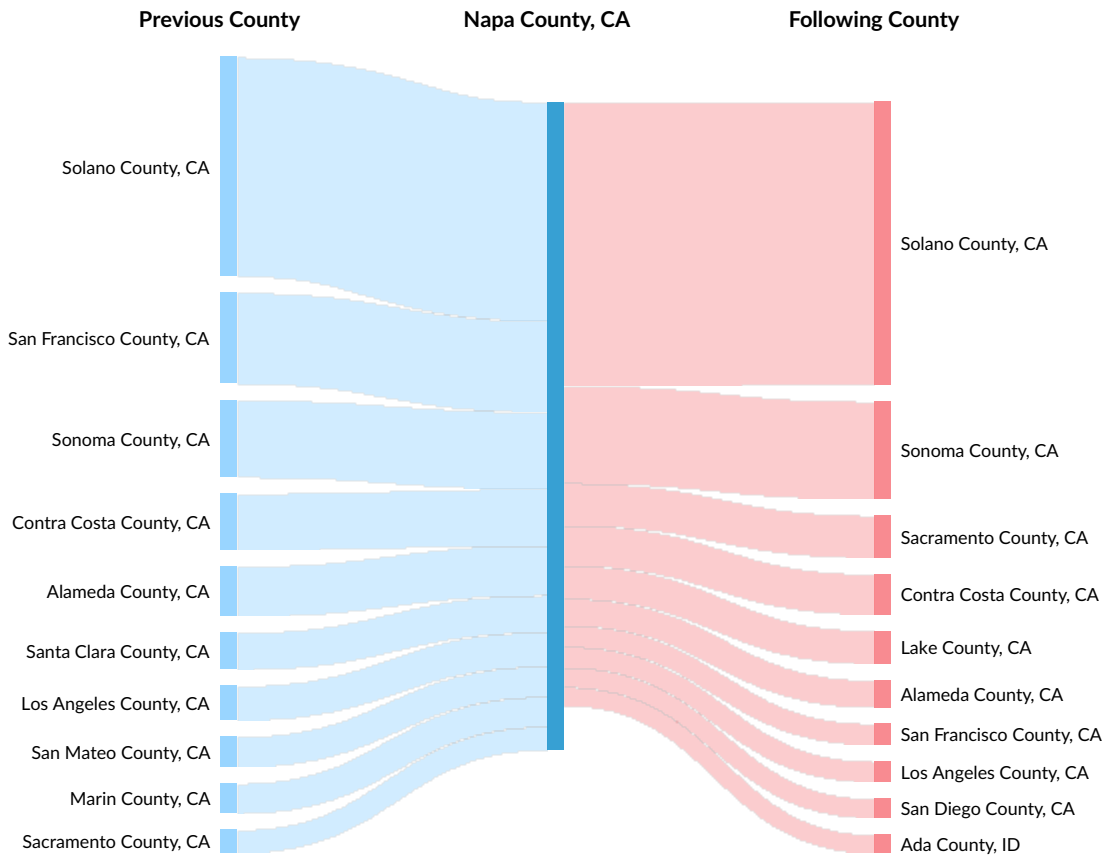 Previous County
Napa County, CA
Following County
Solano County, CA
San Francisco County, CA
Sonoma County, CA
Contra Costa County, CA
Alameda County, CA
Santa Clara County, CA
Los Angeles County, CA
San Mateo County, CA
Marin County, CA
Sacramento County, CA
Solano County, CA
Sonoma County, CA
Sacramento County, CA
Contra Costa County, CA
Lake County, CA
Alameda County, CA
San Francisco County, CA
Los Angeles County, CA
San Diego County, CA
Ada County, ID